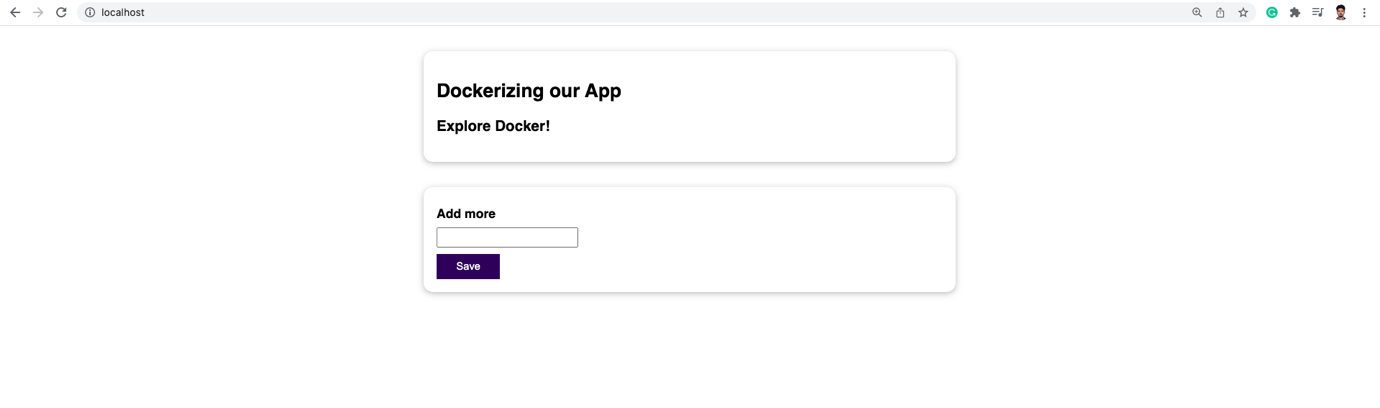 localhost
Dockerizing our App
Explore Docker!
Add more
Save